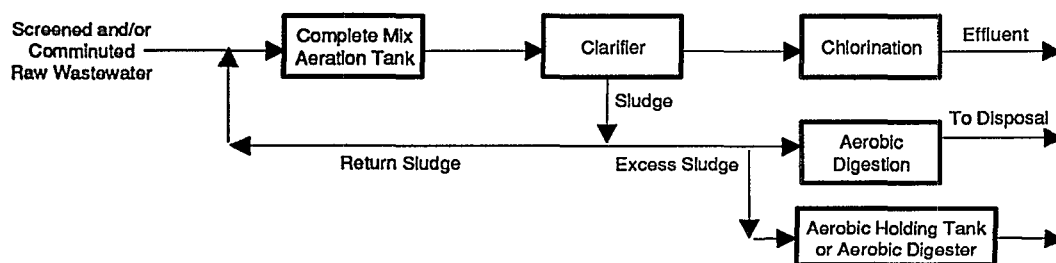 Screened and/or
Comminuted
Raw Wastewater
Complete Mix
Aeration Tank
Clarifier
Chlorination
Effluent
Sludge
To Disposal
Return Sludge
Excess Sludge
Aerobic
Digestion
Aerobic Holding Tank
or Aerobic Digester